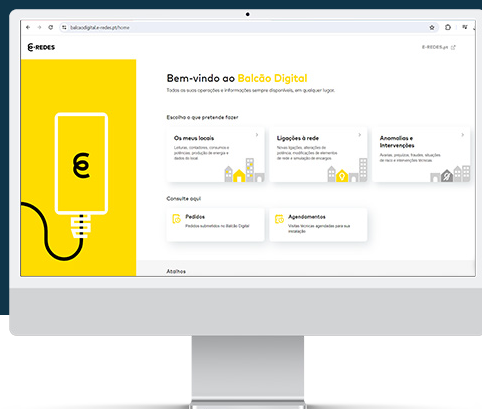 balcaodigital.e-redes.pt/home
E-REDES
E-REDES.pt
Bem-vindo ao Balcão Digital
Todas as suas operações e informações sempre disponíveis, em qualquer lugar.
Escolha o que pretende fazer
Os meus locais
Leituras, contadores, consumos e
potências, produção de energia e
dados do local
Ligações à rede
Novas ligações, alterações de
potência, modificações de elementos
de rede e simulação de encargos
Anomalias e
Intervenções
Avarias, prejuízos, fraudes, situações
de risco e intervenções técnicas
Consulte aqui
Pedidos
Pedidos submetidos no Balcão Digital
Agendamentos
Visitas técnicas agendadas para sua
instalação
Atalhos